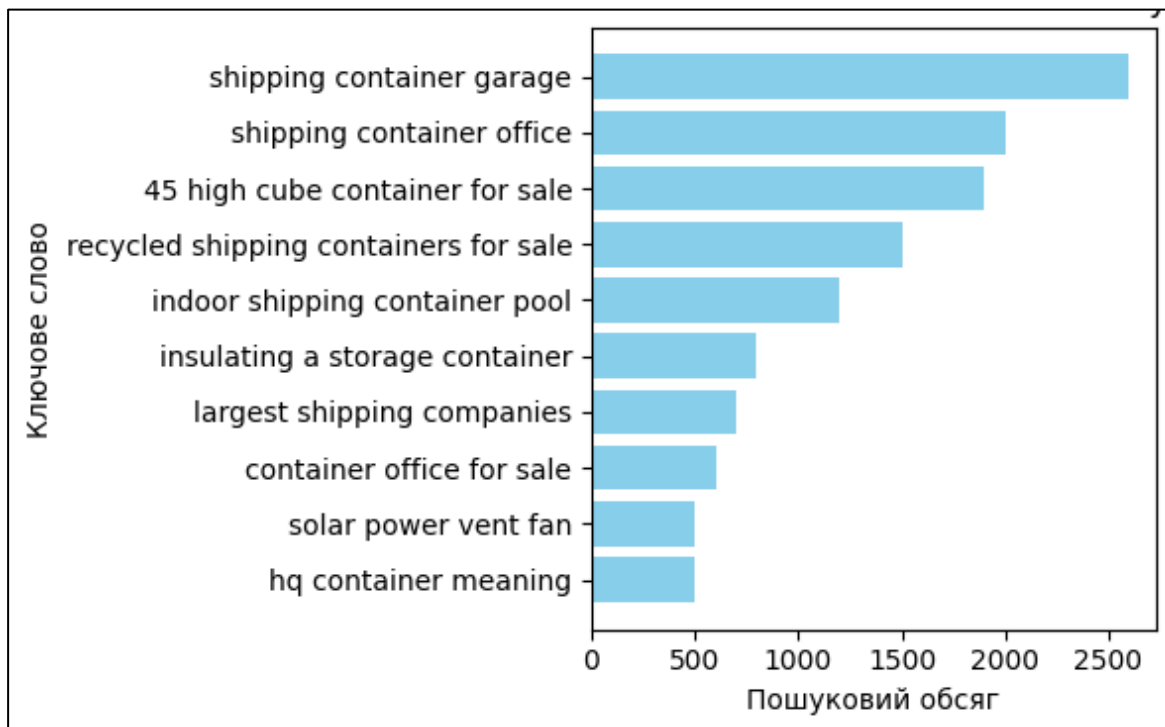 shipping container garage
shipping container office
45 high cube container for sale
recycled shipping containers for sale
indoor shipping container pool
insulating a storage container
largest shipping companies
container office for sale
solar power vent fan
hq container meaning
Ключове слово
0 500 1000 1500 2000 2500
Пошуковий обсяг